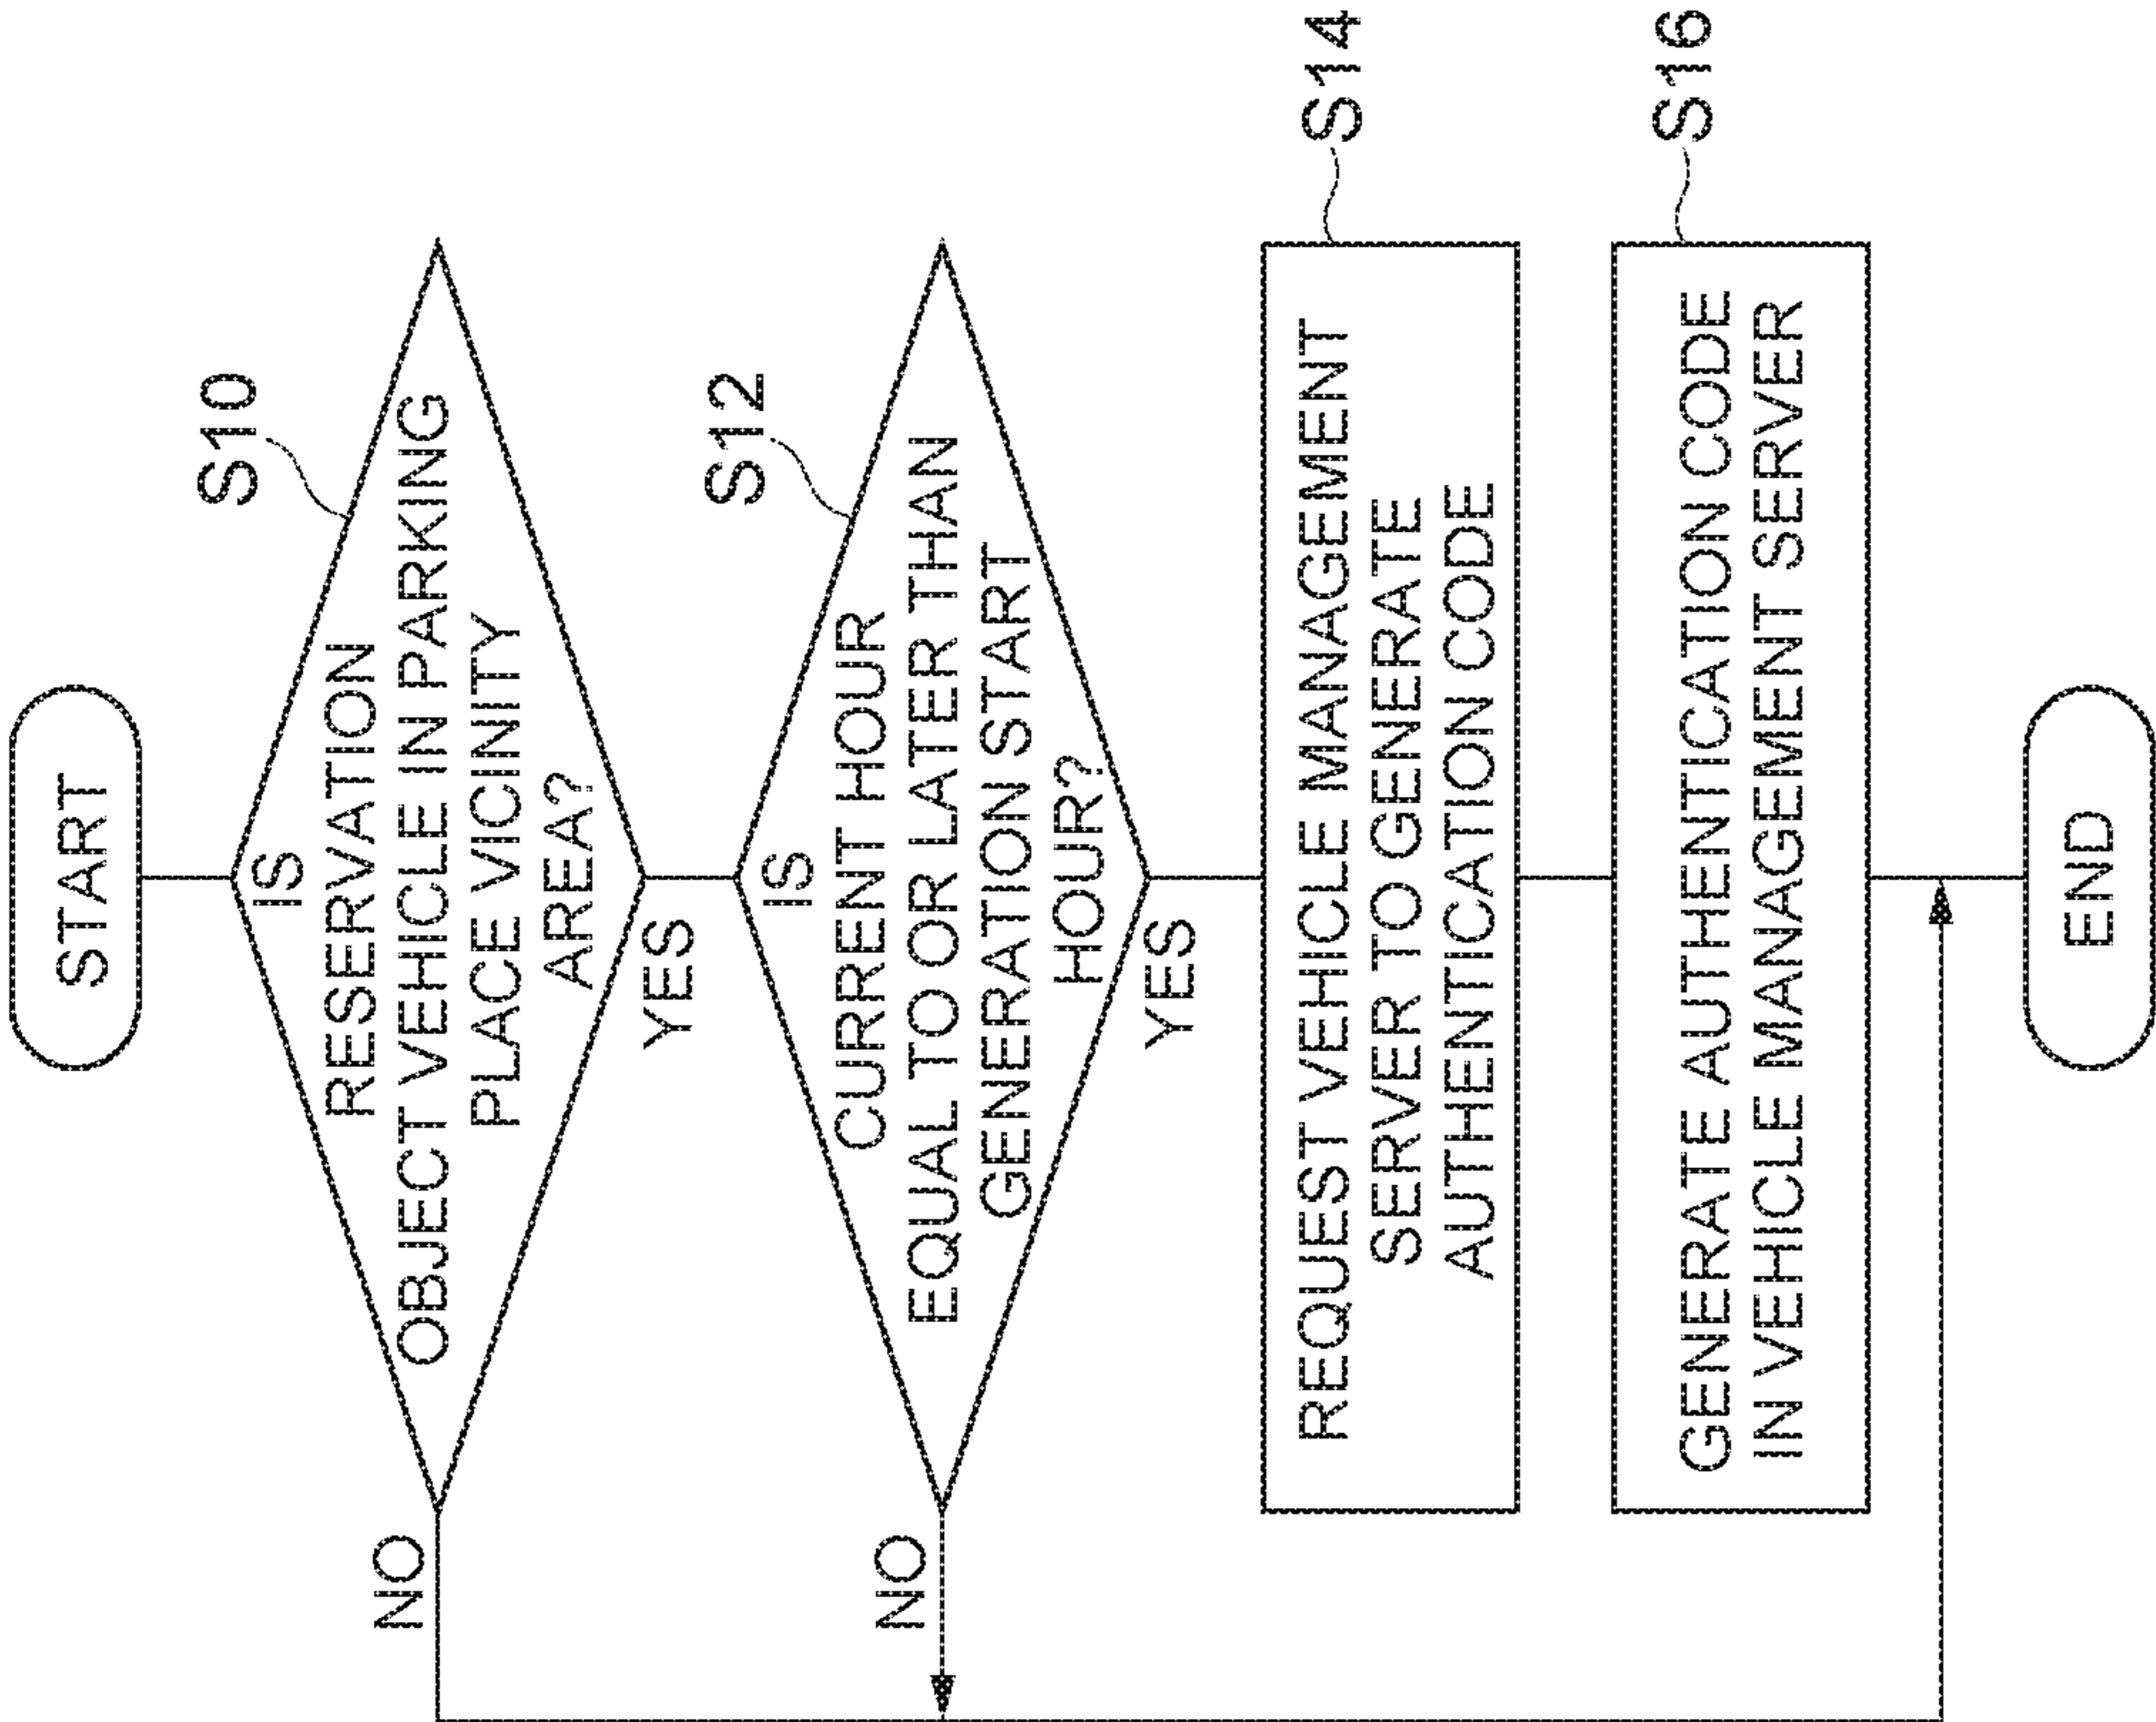 START
S10
IS
RESERVATION
OBJECT VEHICLE IN PARKING
PLACE VICINITY
AREA?
NO
YES
S12
IS
CURRENT HOUR
EQUAL TO OR LATER THAN
GENERATION START
HOUR?
NO
YES
S14
REQUEST VEHICLE MANAGEMENT
SERVER TO GENERATE
AUTHENTICATION CODE
S16
GENERATE AUTHENTICATION CODE
IN VEHICLE MANAGEMENT SERVER
END